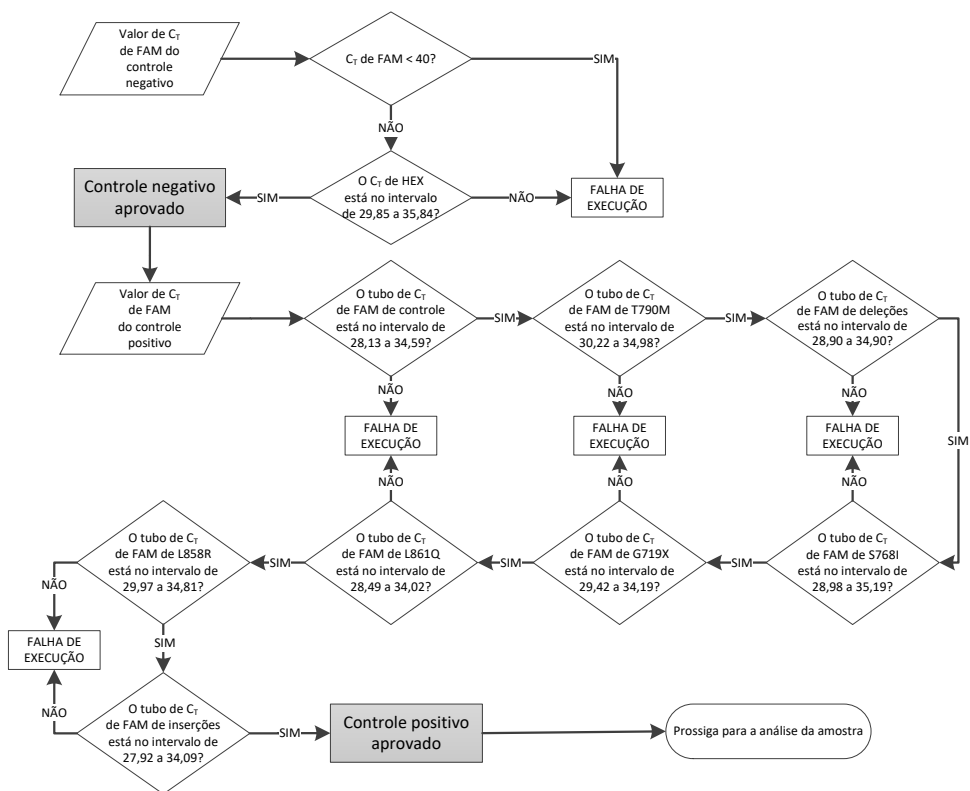 Valor de CT
de FAM do
controle
negativo
CT de FAM < 40?
SIM
NÃO
O CT de HEX
está no intervalo
de 29,85 a 35,84?
SIM
NÃO
Controle negativo
aprovado
FALHA DE
EXECUÇÃO
Valor de CT
de FAM
do controle
positivo
O tubo de CT
de FAM de controle
está no intervalo de
28,13 a 34,59?
SIM
O tubo de CT
de FAM de T790M
está no intervalo de
30,22 a 34,98?
SIM
O tubo de CT
de FAM de deleções
está no intervalo de
28,90 a 34,90?
NÃO
NÃO
NÃO
FALHA DE
EXECUÇÃO
FALHA DE
EXECUÇÃO
FALHA DE
EXECUÇÃO
SIM
NÃO
NÃO
NÃO
O tubo de CT
de FAM de L858R
está no intervalo de
29,97 a 34,81?
SIM
O tubo de CT
de FAM de L861Q
está no intervalo de
28,49 a 34,02?
SIM
O tubo de CT
de FAM de G719X
está no intervalo de
29,42 a 34,19?
SIM
O tubo de CT
de FAM de S768I
está no intervalo de
28,98 a 35,19?
NÃO
SIM
FALHA DE
EXECUÇÃO
NÃO
O tubo de CT
de FAM de inserções
está no intervalo de
27,92 a 34,09?
SIM
Controle positivo
aprovado
Prossiga para a análise da amostra